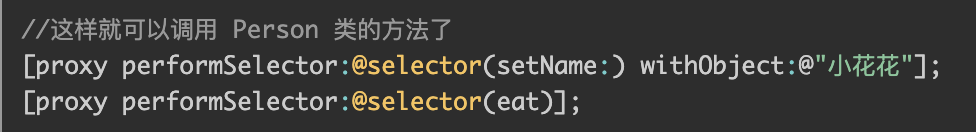 //这样就可以调用 Person 类的方法了
[proxy performSelector:@selector(setName:) withObject:@"小花花"];
[proxy performSelector:@selector(eat)];